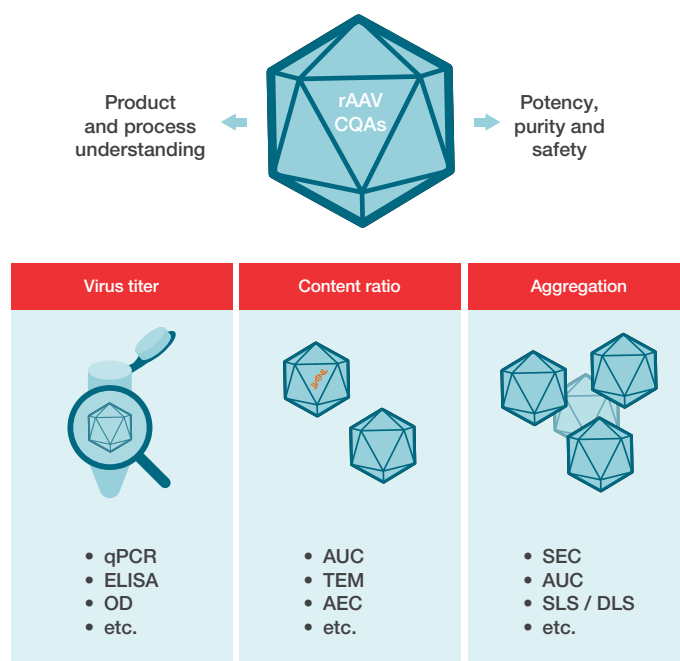 rAAV
CQAs
Product
and process
understanding
Potency,
purity and
safety
Virus titer
• qPCR
• ELISA
• OD
• etc.
Content ratio
• AUC
• TEM
• AEC
• etc.
Aggregation
• SEC
• AUC
• SLS / DLS
• etc.